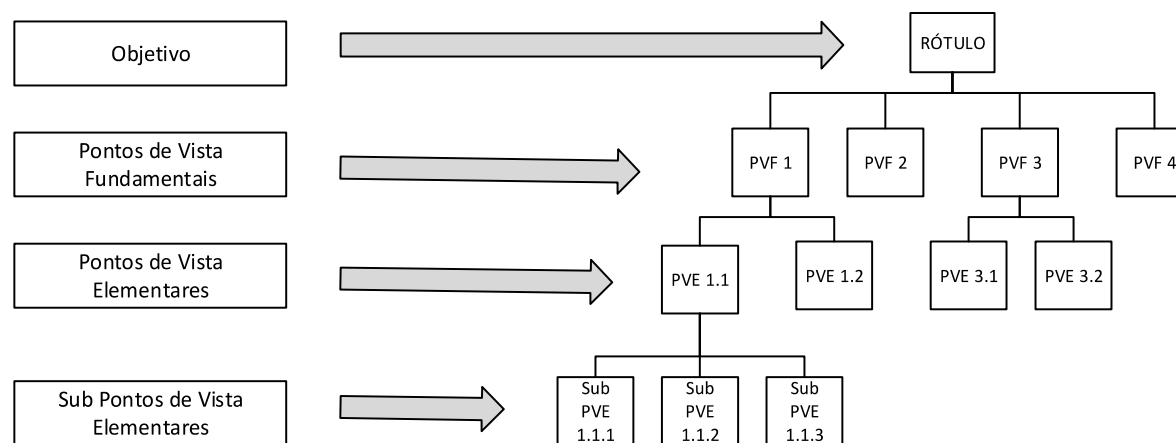 Objetivo
RÓTULO
Pontos de Vista
Fundamentais
PVF 1
PVF 2
PVF 3
PVF 4
Pontos de Vista
Elementares
PVE 1.1
PVE 1.2
PVE 3.1
PVE 3.2
Sub Pontos de Vista
Elementares
Sub
PVE
1.1.1
Sub
PVE
1.1.2
Sub
PVE
1.1.3